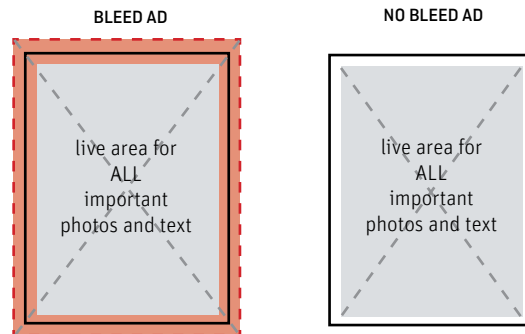 BLEED AD
live area for
ALL
important
photos and text
NO BLEED AD
live area for
ALL
important
photos and text